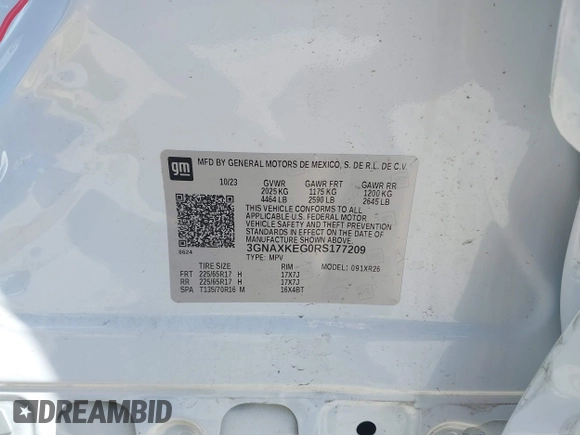 gm MFD BY GENERAL MOTORS DE MEXICO, S. DE R.L. DE C.V.
10/23 GVWR GAWR FRT GAWR RR
2025 KG 1175 KG 1200 KG
4464 LB 2590 LB 2645 LB
THIS VEHICLE CONFORMS TO ALL
APPLICABLE U.S. FEDERAL MOTOR
VEHICLE SAFETY AND THEFT
PREVENTION STANDARDS IN
EFFECT ON THE DATE OF
MANUFACTURE SHOWN ABOVE.
3GNAXKEG0RS177209
3624 TYPE: MPV MODEL: 091XR26
TIRE SIZE RIM
FRT 225/65R17 H 17X7J
RR 225/65R17 H 17X7J
SPA T135/70R16 M 16X4BT
DREAMBID